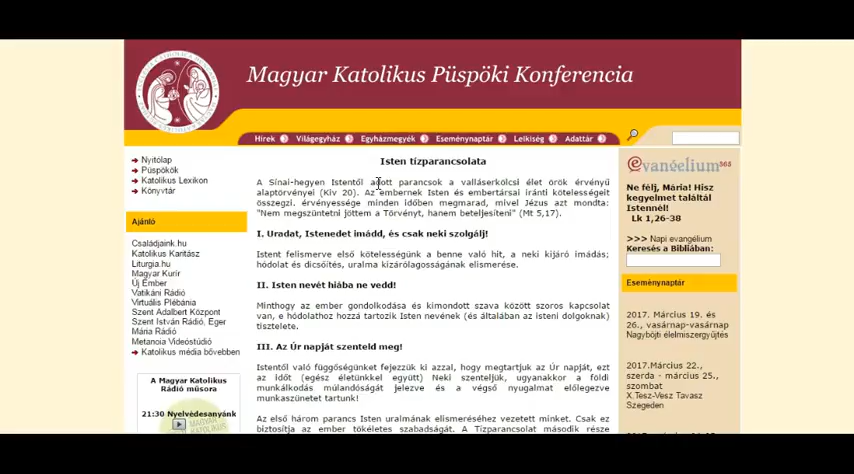 Magyar Katolikus Püspöki Konferencia
Hírek Világegyház Egyházmegyék Eseménynaptár Lelkiség Adattár
Nyitólap
Püspökök
Katolikus Lexikon
Könyvtár
Ajánló
Családjaink.hu
Katolikus Karitász
Liturgia.hu
Magyar Kurír
Új Ember
Vatikáni Rádió
Virtuális Plébánia
Szent Adalbert Központ
Szent István Rádió, Eger
Mária Rádió
Metanoia Videóstúdió
Katolikus média bővebben
A Magyar Katolikus
Rádió műsora
21:30 Nyelvédesanyánk
MAGYAR
KATOLIKUS
Isten tízparancsolata
A Sínai-hegyen Istentől adott parancsok a valláserkölcsi élet örök érvényű
alaptörvényei (Kiv 20). Az embernek Isten és embertársai iránti kötelességeit
összegzi. érvényessége minden időben megmarad, mivel Jézus azt mondta:
"Nem megszüntetni jöttem a Törvényt, hanem beteljesíteni" (Mt 5,17).
I. Uradat, Istenedet imádd, és csak neki szolgálj!
Istent felismerve első kötelességünk a benne való hit, a neki kijáró imádás;
hódolat és dicsőítés, uralma kizárólagosságának elismerése.
II. Isten nevét hiába ne vedd!
Minthogy az ember gondolkodása és kimondott szava között szoros kapcsolat
van, e hódolathoz hozzá tartozik Isten nevének (és általában az isteni dolgoknak)
tisztelete.
III. Az Úr napját szenteld meg!
Istentől való függőségünket fejezzük ki azzal, hogy megtartjuk az Úr napját, ezt
az időt (egész életünkkel együtt) Neki szenteljük, ugyanakkor a földi
munkálkodás múlandóságát jelezve és a végső nyugalmat előlegezve
munkaszünetet tartunk!
Az első három parancs Isten uralmának elismeréséhez vezetett minket. Csak ez
biztosítja az ember tökéletes szabadságát. A Tízparancsolat második része
evangélium365
Ne félj, Mária! Hisz
kegyelmet találtál
Istennél!
Lk 1,26-38
>>> Napi evangélium
Keresés a Bibliában:
Eseménynaptár
2017. Március 19. és
26., vasárnap-vasárnap
Nagyböjti élelmiszergyűjtés
2017.Március 22.,
szerda - március 25.,
szombat
X.Tesz-Vesz Tavasz
Szegeden